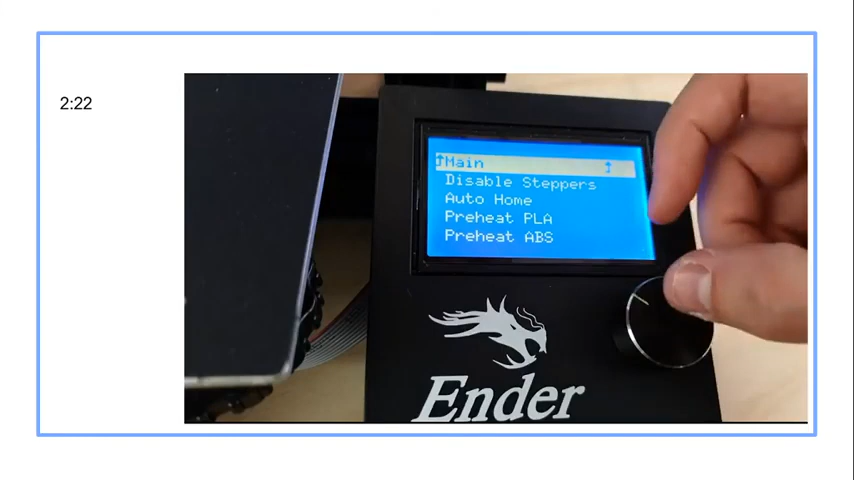 2:22
↑Main ↑
Disable Steppers
Auto Home
Preheat PLA
Preheat ABS
Ender